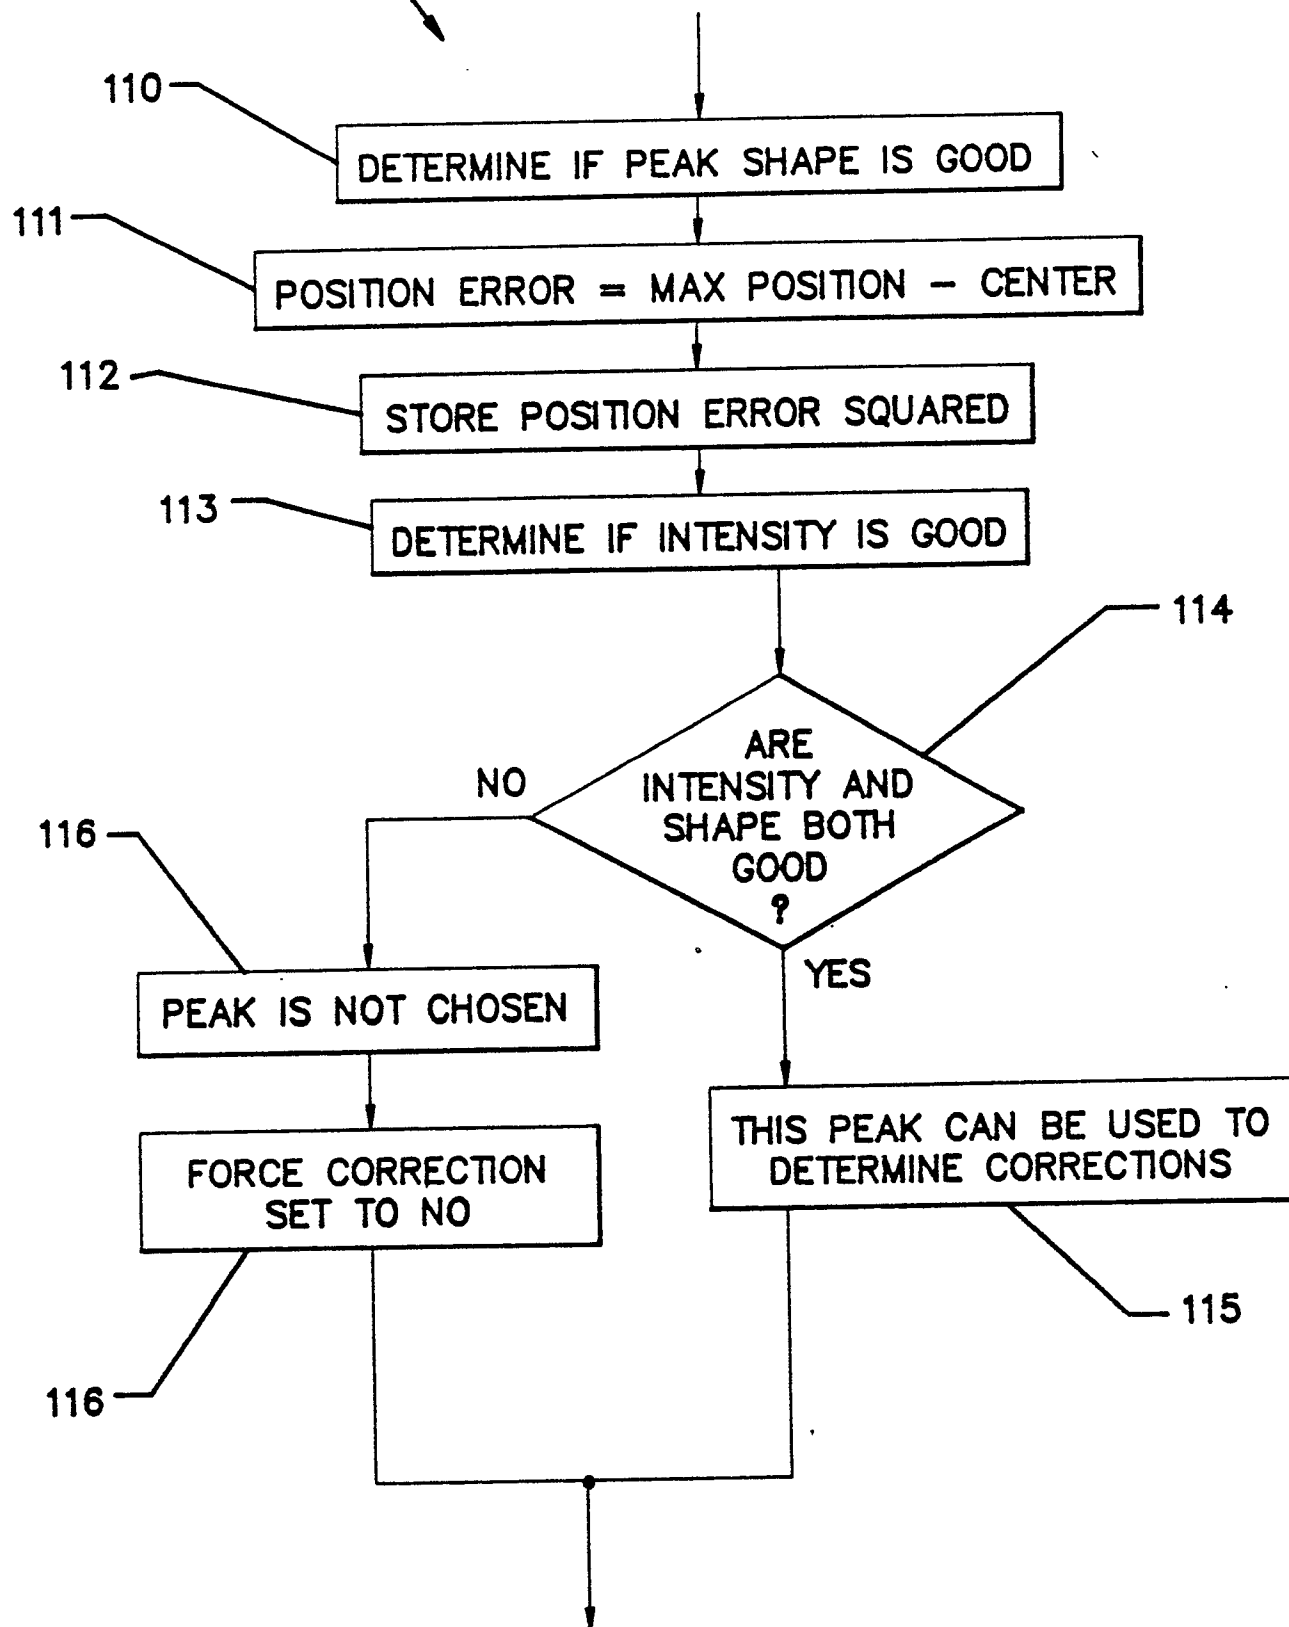 110
DETERMINE IF PEAK SHAPE IS GOOD
111
POSITION ERROR = MAX POSITION - CENTER
112
STORE POSITION ERROR SQUARED
113
DETERMINE IF INTENSITY IS GOOD
114
ARE
INTENSITY AND
SHAPE BOTH
GOOD
?
NO
YES
116
PEAK IS NOT CHOSEN
FORCE CORRECTION
SET TO NO
116
THIS PEAK CAN BE USED TO
DETERMINE CORRECTIONS
115